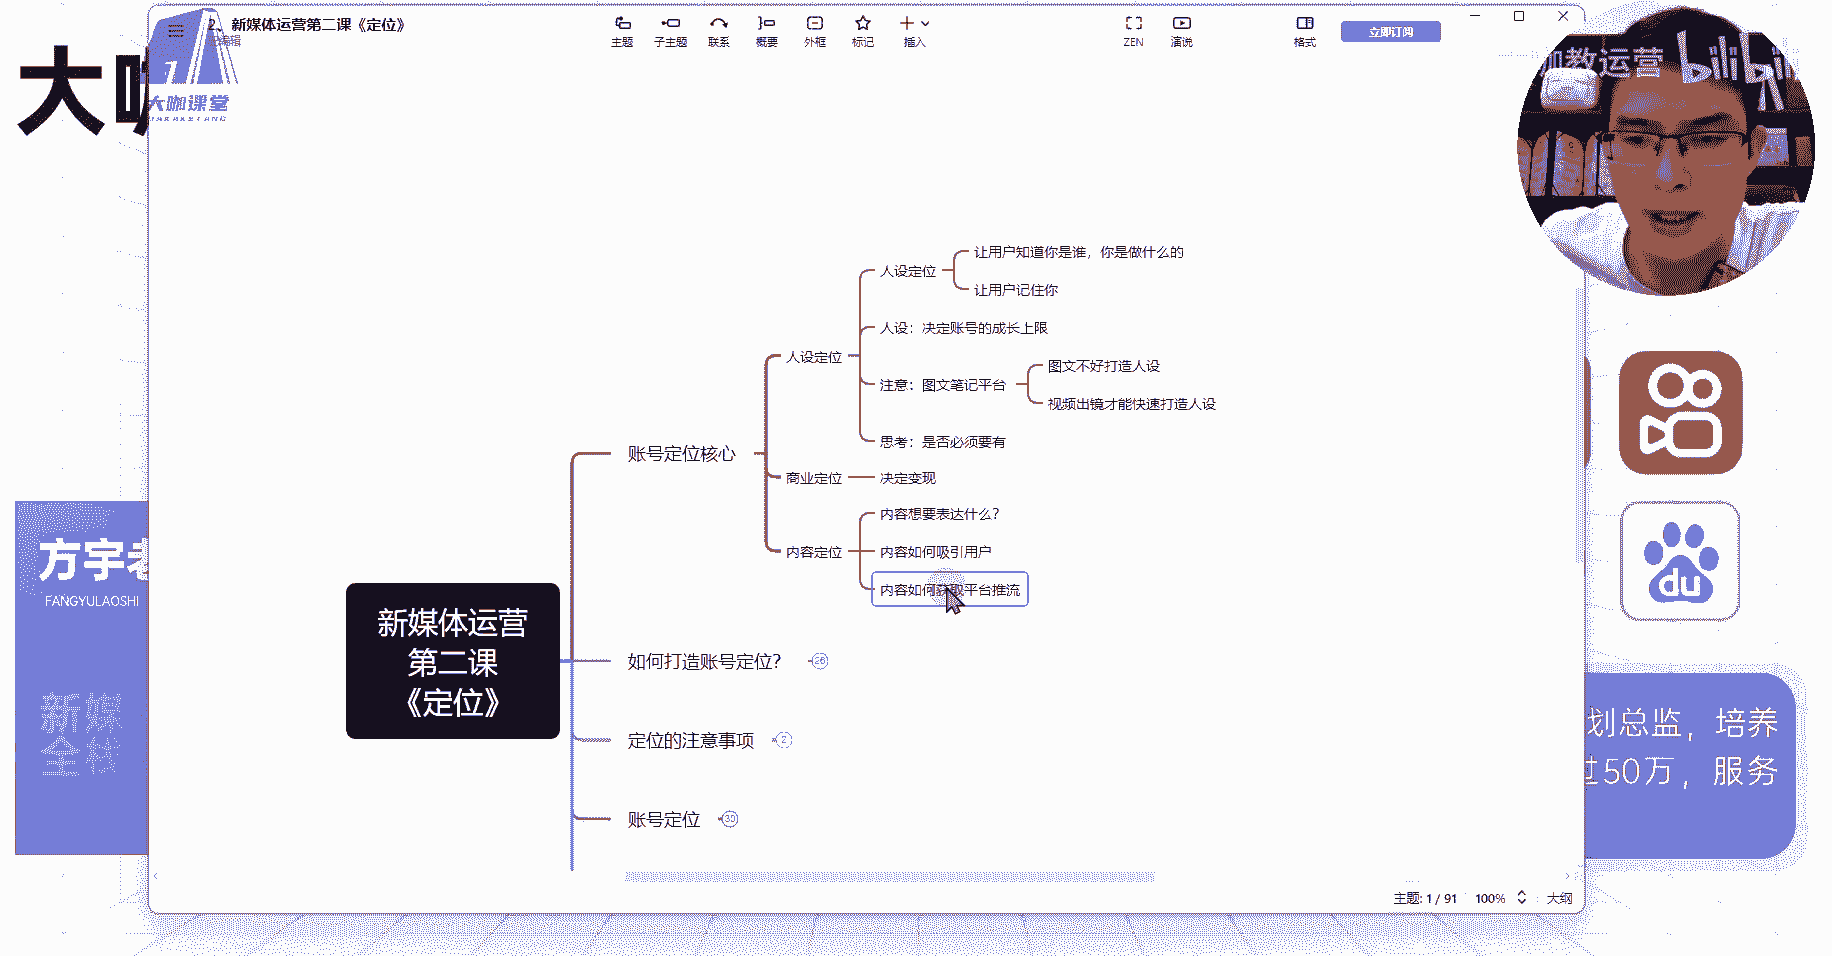 大咖
2. 新媒体运营第二课《定位》
已编辑
主题
子主题
联系
概要
外框
标记
插入
ZEN
演说
格式
立即订阅
大咖课堂
DAKAKETANG
咖教运营 bilibili
让用户知道你是谁，你是做什么的
人设定位
让用户记住你
人设：决定账号的成长上限
人设定位
图文不好打造人设
注意：图文笔记平台
视频出镜才能快速打造人设
思考：是否必须要有
账号定位核心
商业定位
决定变现
内容想要表达什么？
内容定位
内容如何吸引用户
内容如何获取平台推流
新媒体运营
第二课
《定位》
如何打造账号定位？
26
定位的注意事项
2
账号定位
30
方宇老
FANGYULAOSHI
新媒
全栈
du
划总监，培养
过50万，服务
主题: 1 / 91
100%
大纲